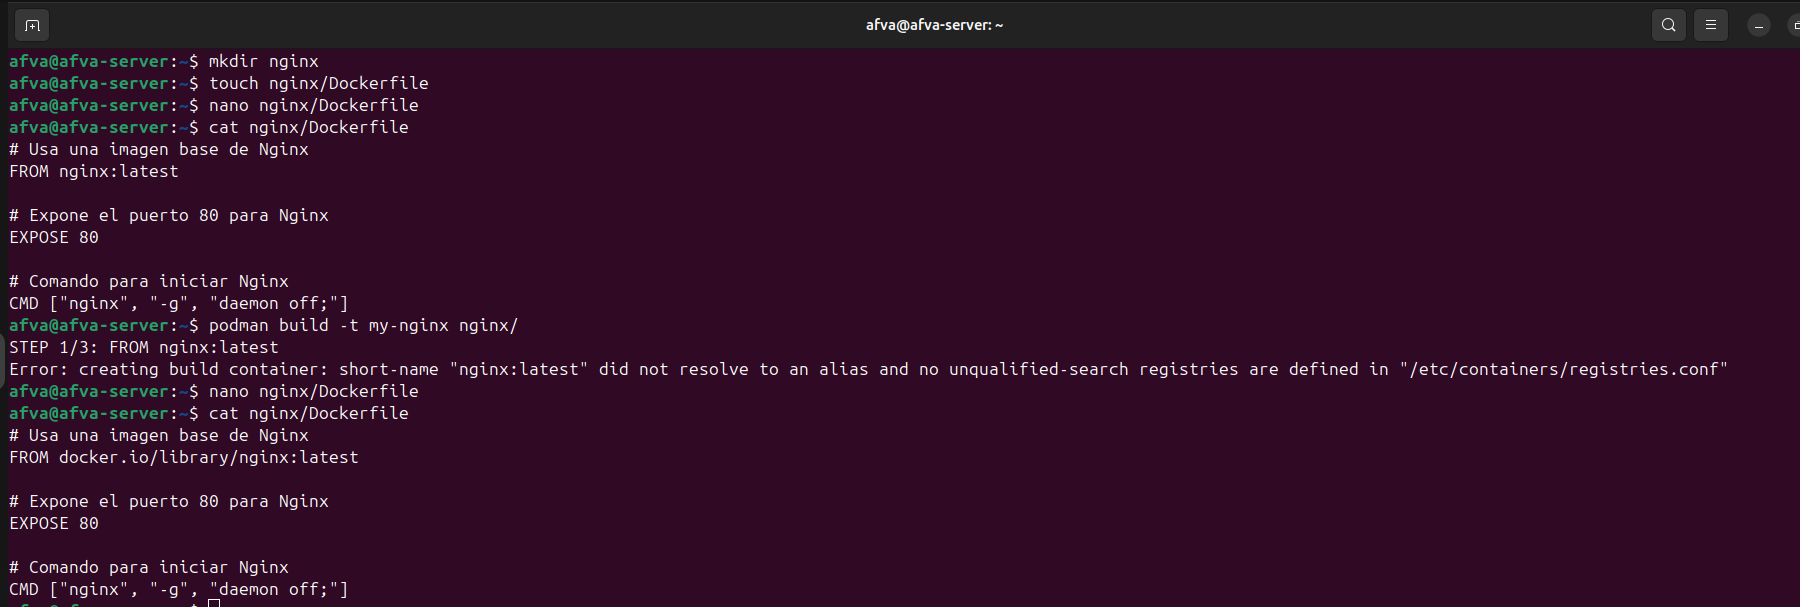 afva@afva-server: ~
afva@afva-server:~$ mkdir nginx
afva@afva-server:~$ touch nginx/Dockerfile
afva@afva-server:~$ nano nginx/Dockerfile
afva@afva-server:~$ cat nginx/Dockerfile
# Usa una imagen base de Nginx
FROM nginx:latest
# Expone el puerto 80 para Nginx
EXPOSE 80
# Comando para iniciar Nginx
CMD ["nginx", "-g", "daemon off;"]
afva@afva-server:~$ podman build -t my-nginx nginx/
STEP 1/3: FROM nginx:latest
Error: creating build container: short-name "nginx:latest" did not resolve to an alias and no unqualified-search registries are defined in "/etc/containers/registries.conf"
afva@afva-server:~$ nano nginx/Dockerfile
afva@afva-server:~$ cat nginx/Dockerfile
# Usa una imagen base de Nginx
FROM docker.io/library/nginx:latest
# Expone el puerto 80 para Nginx
EXPOSE 80
# Comando para iniciar Nginx
CMD ["nginx", "-g", "daemon off;"]